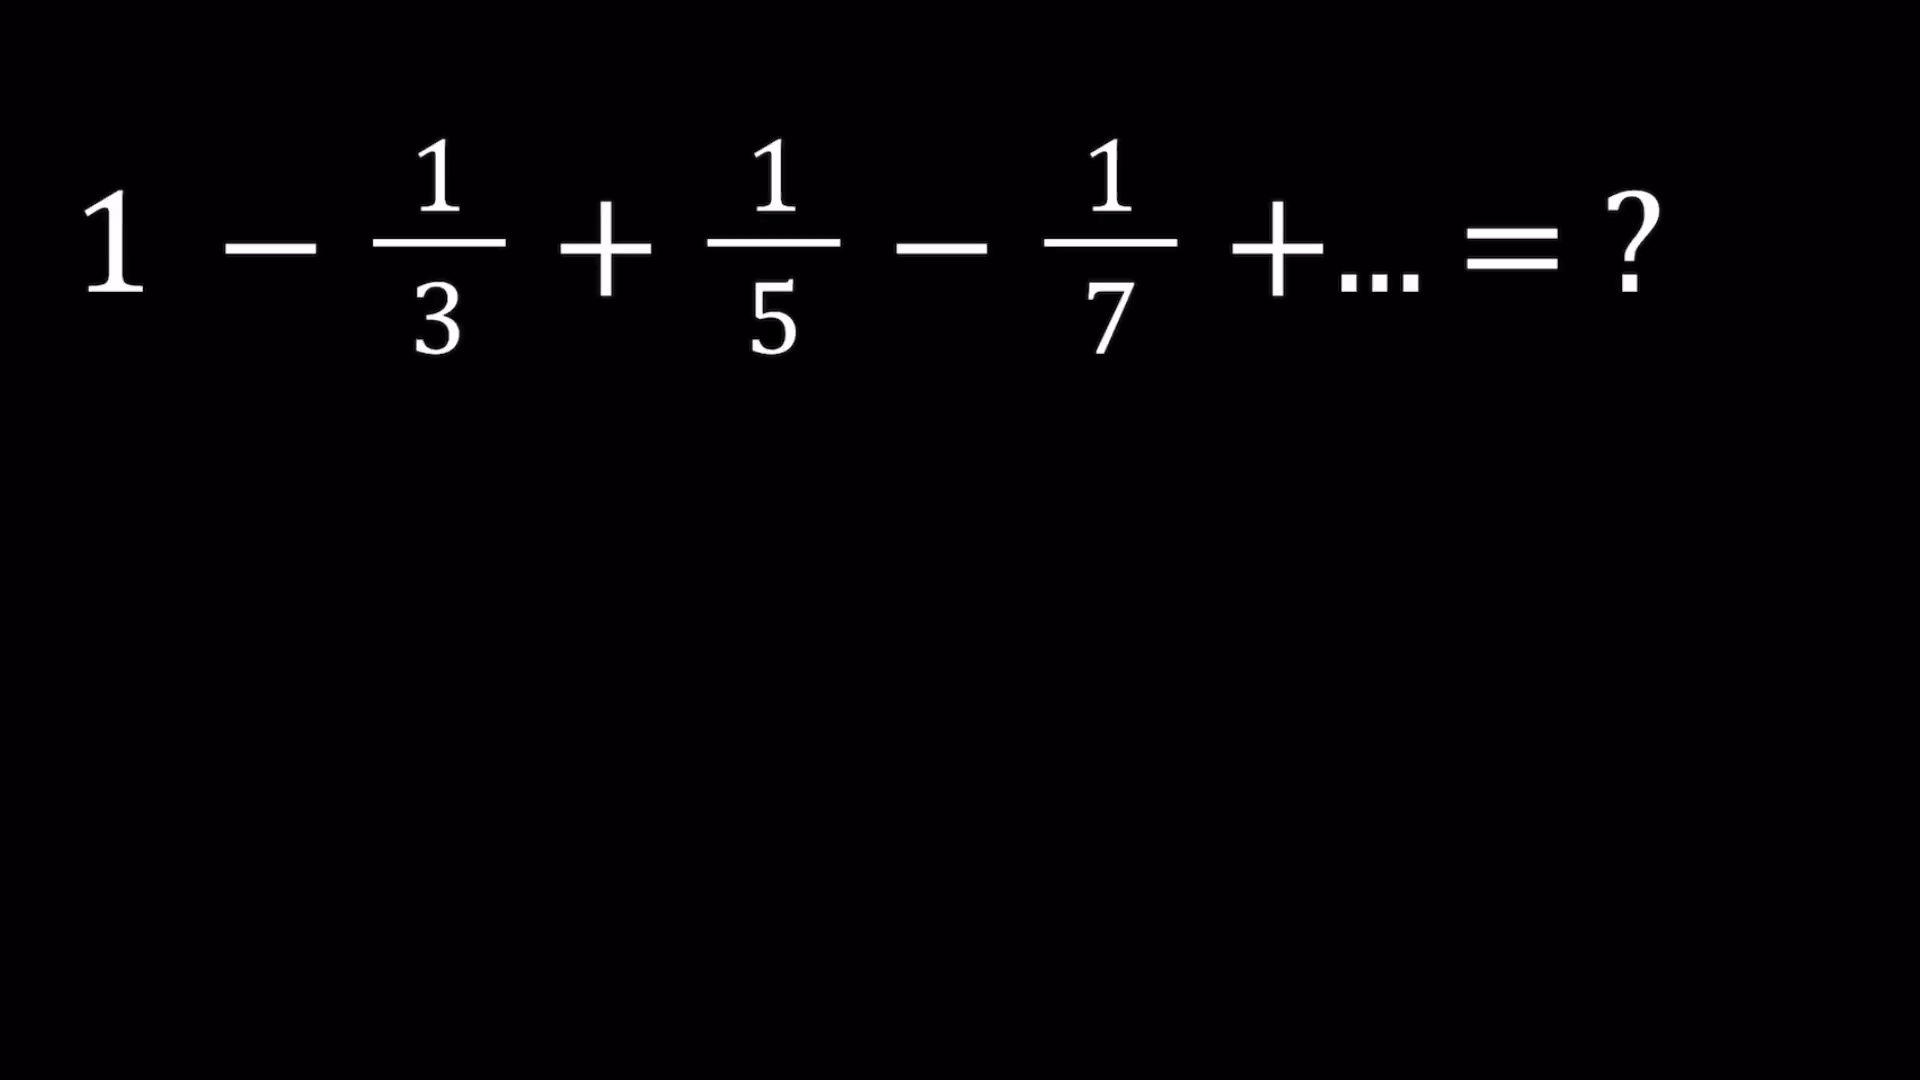 1 − 1/3 + 1/5 − 1/7 +... = ?